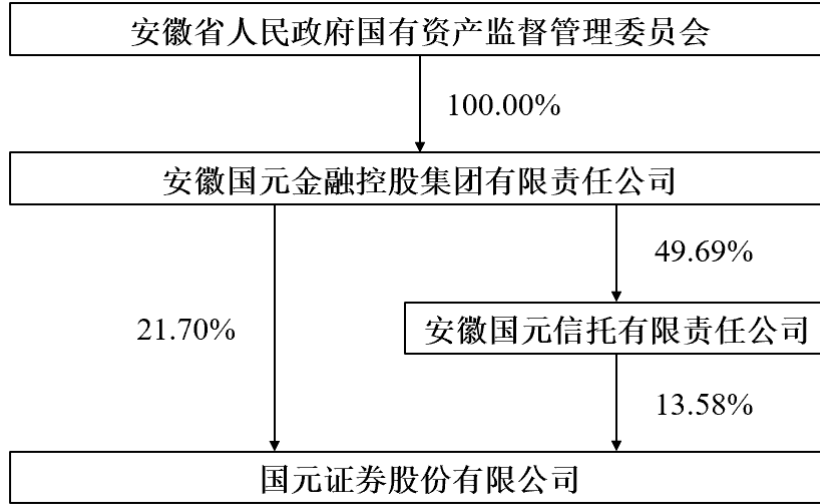 安徽省人民政府国有资产监督管理委员会
100.00%
安徽国元金融控股集团有限责任公司
49.69%
21.70%
安徽国元信托有限责任公司
13.58%
国元证券股份有限公司